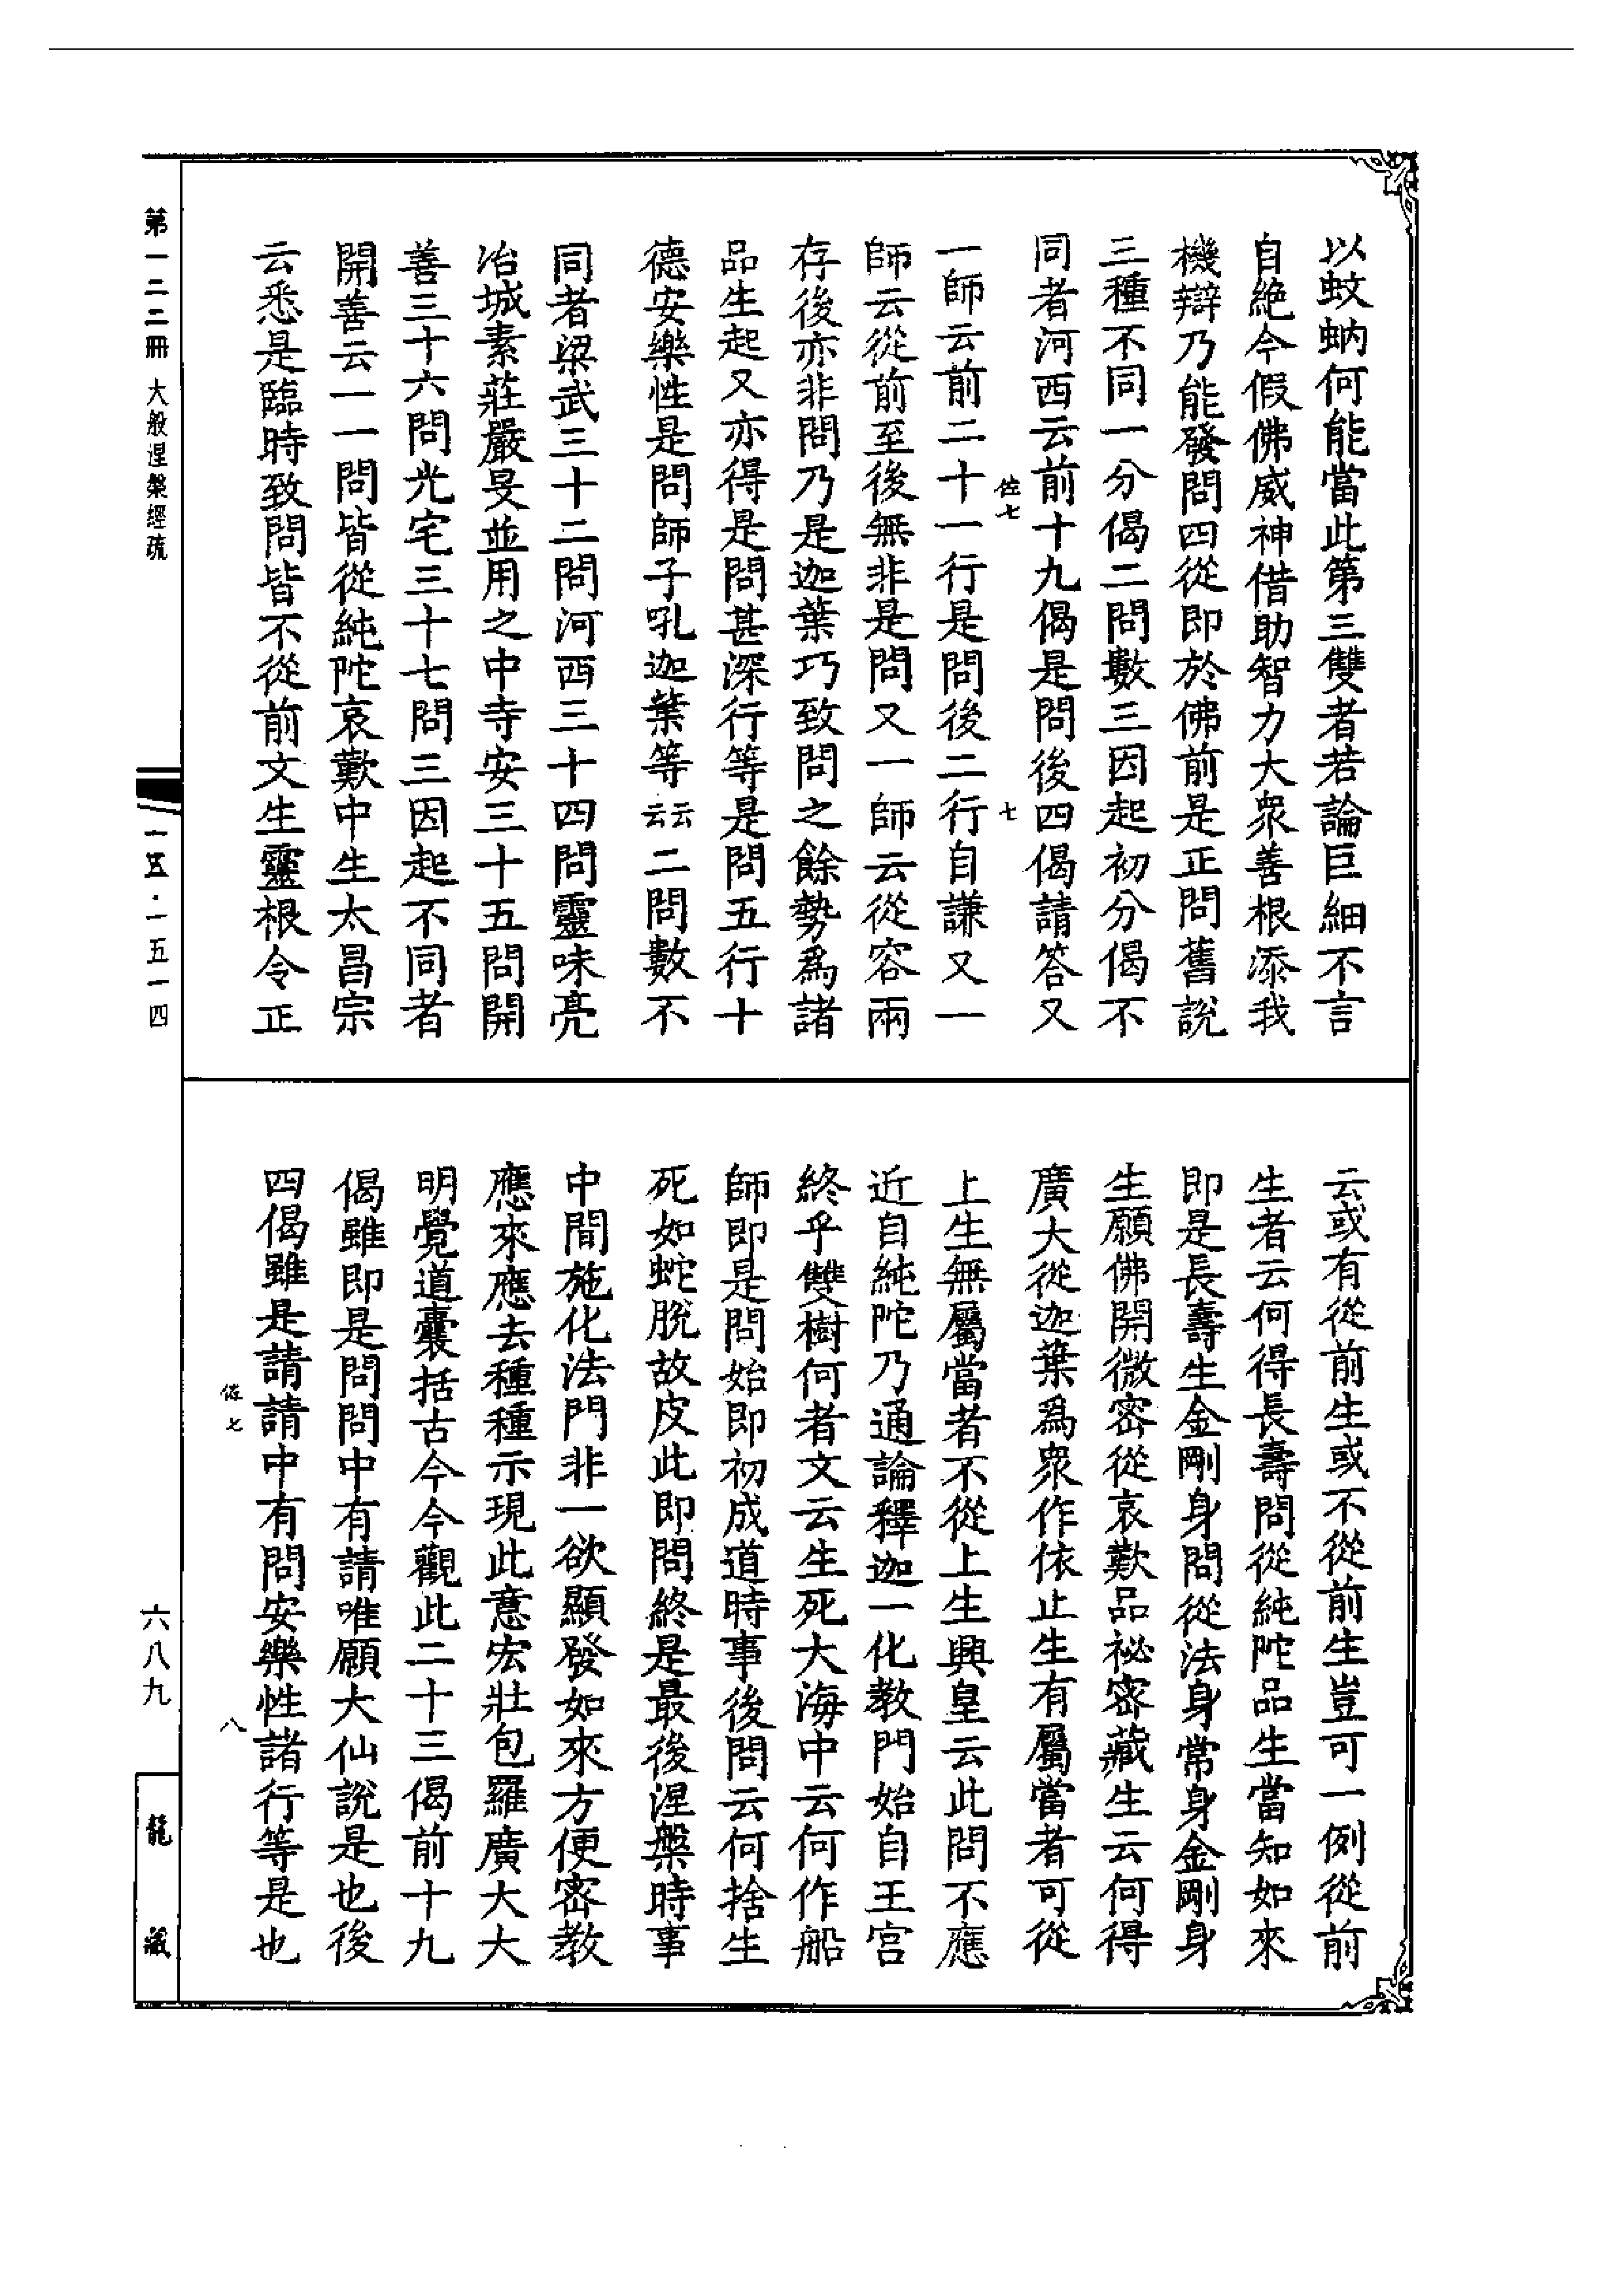 以蚊蚋何能當此第三雙者若論巨細不言
自絶今假佛威神借助智力大衆善根添我
機辯乃能發問四從即於佛前是正問舊説
三種不同一分偈二問數三因起初分偈不
同者河西云前十九偈是問後四偈請答又
佐七
七
一師云前二十一行是問後二行自謙又一
師云從前至後無非是問又一師云從容兩
存後亦非問乃是迦葉巧致問之餘勢爲諸
品生起又亦得是問甚深行等是問五行十
德安樂性是問師子吼迦葉等云云二問數不
同者梁武三十二問河西三十四問靈味亮
冶城素莊嚴旻並用之中寺安三十五問開
善三十六問光宅三十七問三因起不同者
開善云一一問皆從純陀哀歎中生太昌宗
云悉是臨時致問皆不從前文生靈根令正
云或有從前生或不從前生豈可一例從前
生者云何得長壽問從純陀品生當知如來
即是長壽生金剛身問從法身常身金剛身
生願佛開微密從哀歎品祕密藏生云何得
廣大從迦葉爲衆作依止生有屬當者可從
上生無屬當者不從上生興皇云此問不應
近自純陀乃通論釋迦一化教門始自王宮
終乎雙樹何者文云生死大海中云何作船
師即是問始即初成道時事後問云何捨生
死如蛇脱故皮此即問終是最後涅槃時事
中間施化法門非一欲顯發如來方便密教
應來應去種種示現此意宏壯包羅廣大大
明覺道囊括古今今觀此二十三偈前十九
偈雖即是問問中有請唯願大仙説是也後
四偈雖是請請中有問安樂性諸行等是也
佐七
八
第一二二冊 大般涅槃經疏
一五五·一五一四
六八九
龍藏